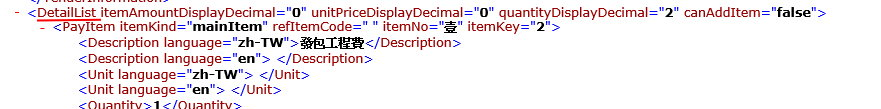 - <DetailList itemAmountDisplayDecimal="0" unitPriceDisplayDecimal="0" quantityDisplayDecimal="2" canAddItem="false">
- <PayItem itemKind="mainItem" refItemCode=" " itemNo="壹" itemKey="2">
<Description language="zh-TW">發包工程費</Description>
<Description language="en"> </Description>
<Unit language="zh-TW"> </Unit>
<Unit language="en"> </Unit>
<Quantity>1</Quantity>